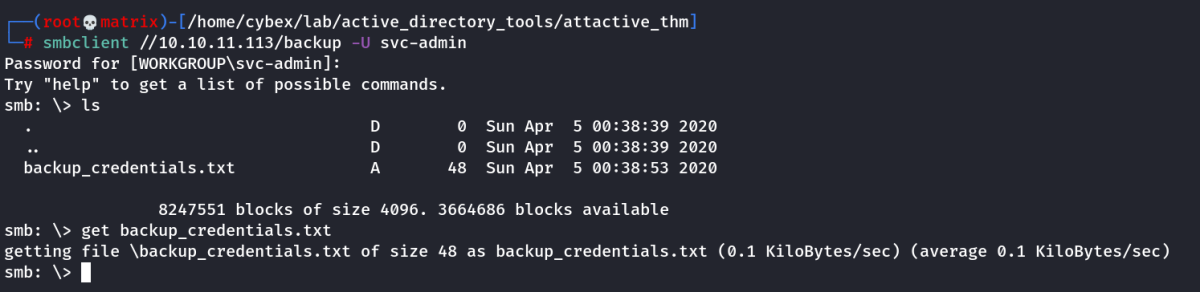 ┌──(root💀matrix)-[/home/cybex/lab/active_directory_tools/attactive_thm]
└─# smbclient //10.10.11.113/backup -U svc-admin
Password for [WORKGROUP\svc-admin]:
Try "help" to get a list of possible commands.
smb: \> ls
  .                                   D        0  Sun Apr  5 00:38:39 2020
  ..                                  D        0  Sun Apr  5 00:38:39 2020
  backup_credentials.txt              A       48  Sun Apr  5 00:38:53 2020
                8247551 blocks of size 4096. 3664686 blocks available
smb: \> get backup_credentials.txt
getting file \backup_credentials.txt of size 48 as backup_credentials.txt (0.1 KiloBytes/sec) (average 0.1 KiloBytes/sec)
smb: \>